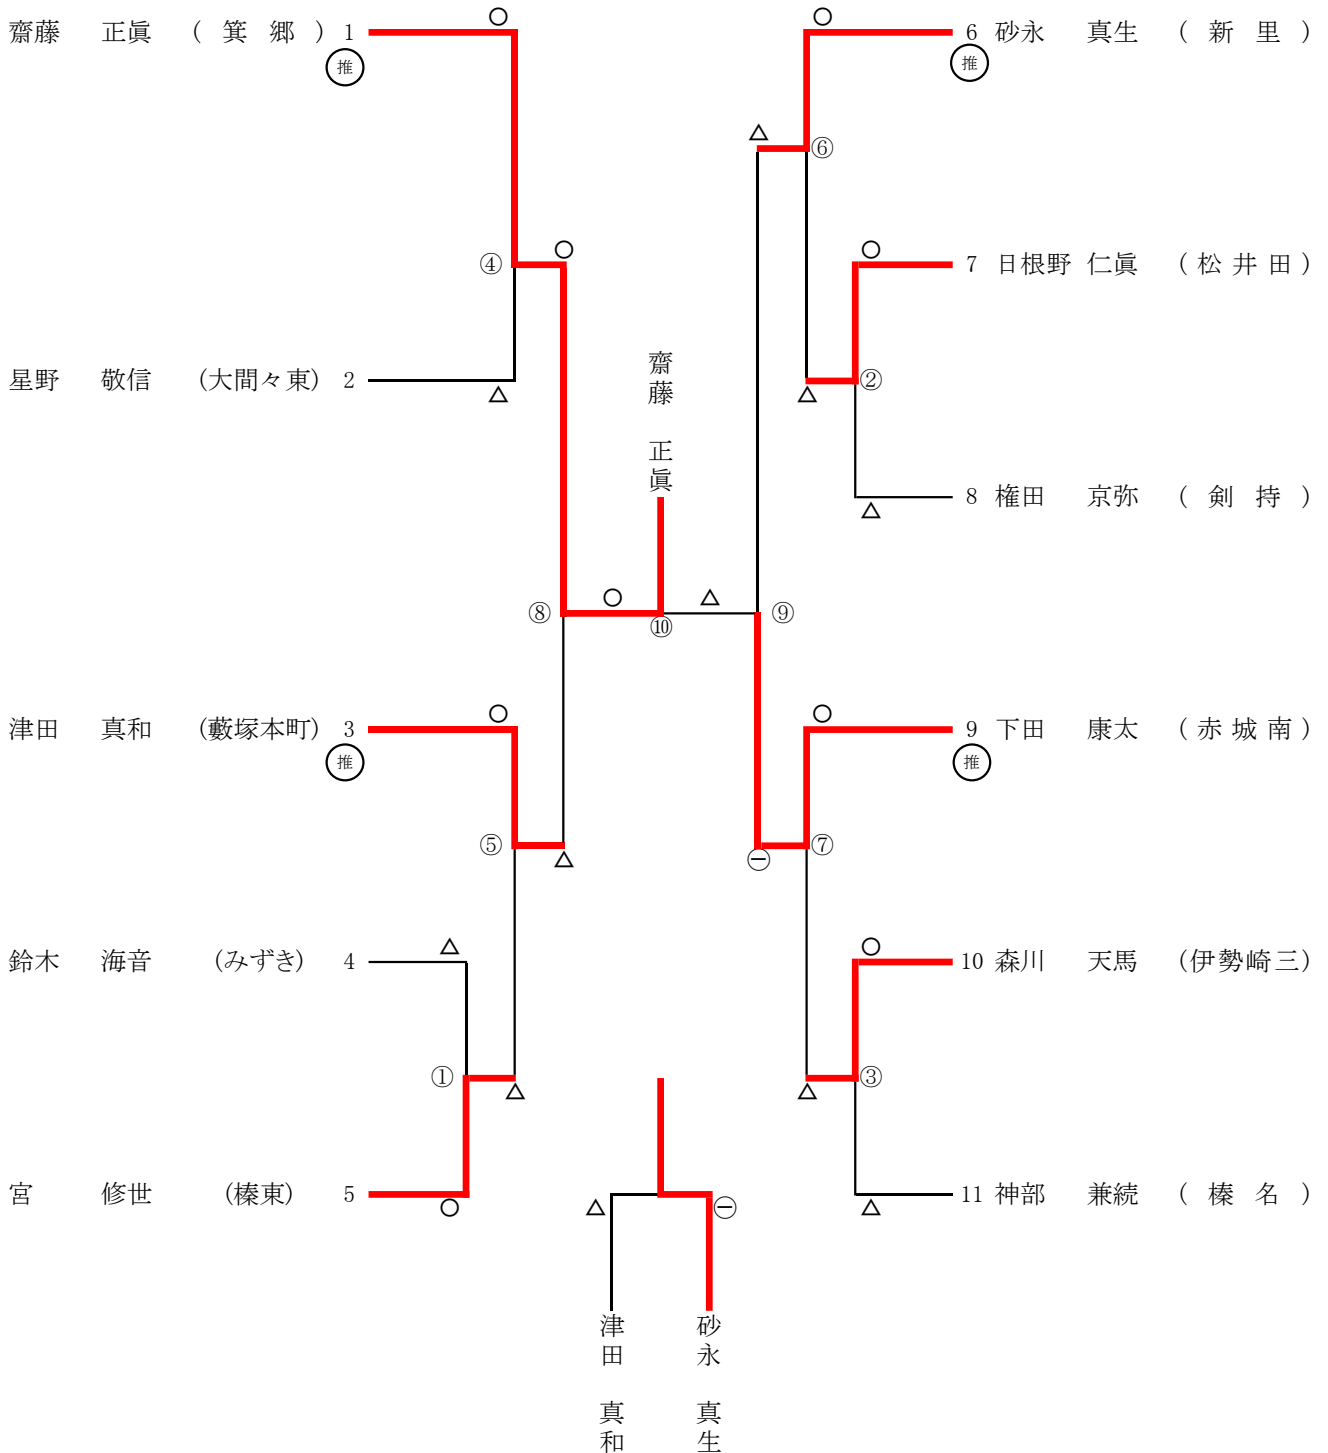 齋藤 正眞 (箕郷) 1
推
星野 敬信 (大間々東) 2
津田 真和 (藪塚本町) 3
推
鈴木 海音 (みずき) 4
宮 修世 (榛東) 5
④
⑧
⑤
①
齋藤 正眞
⑩
⑥
②
⑨
⑦
③
6 砂永 真生 (新里)
推
7 日根野 仁眞 (松井田)
8 権田 京弥 (剣持)
9 下田 康太 (赤城南)
推
10 森川 天馬 (伊勢崎三)
11 神部 兼続 (榛名)
津田 真和
砂永 真生